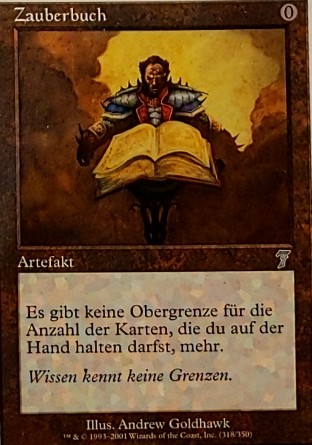 Zauberbuch 0
Artefakt
Es gibt keine Obergrenze für die
Anzahl der Karten, die du auf der
Hand halten darfst, mehr.
Wissen kennt keine Grenzen.
Illus. Andrew Goldhawk
™ & © 1993-2001 Wizards of the Coast, Inc. (318/350)